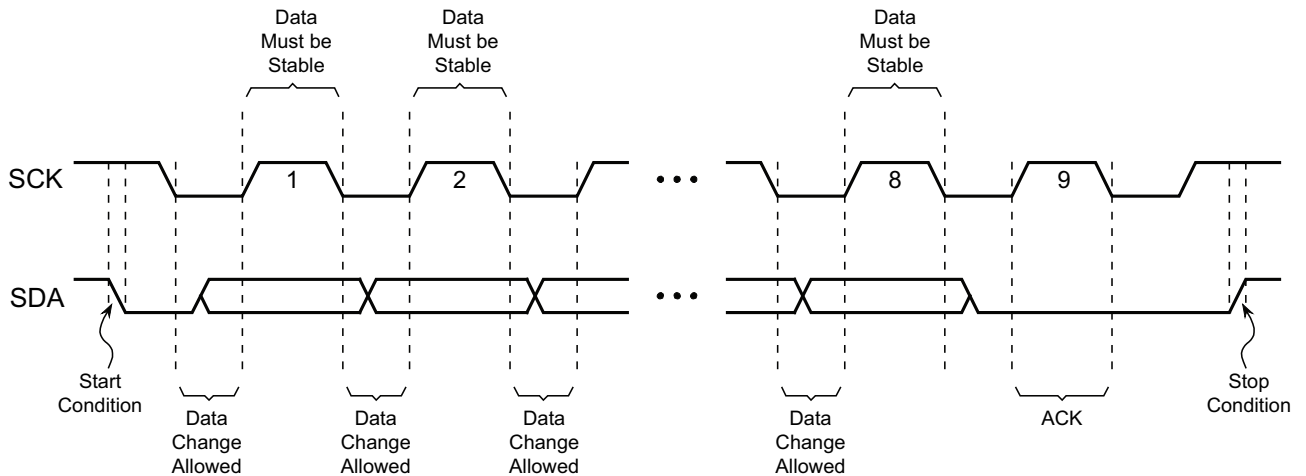 Data
Must be
Stable
Data
Must be
Stable
Data
Must be
Stable
SCK
1
2
8
9
SDA
Start
Condition
Data
Change
Allowed
Data
Change
Allowed
Data
Change
Allowed
Data
Change
Allowed
ACK
Stop
Condition